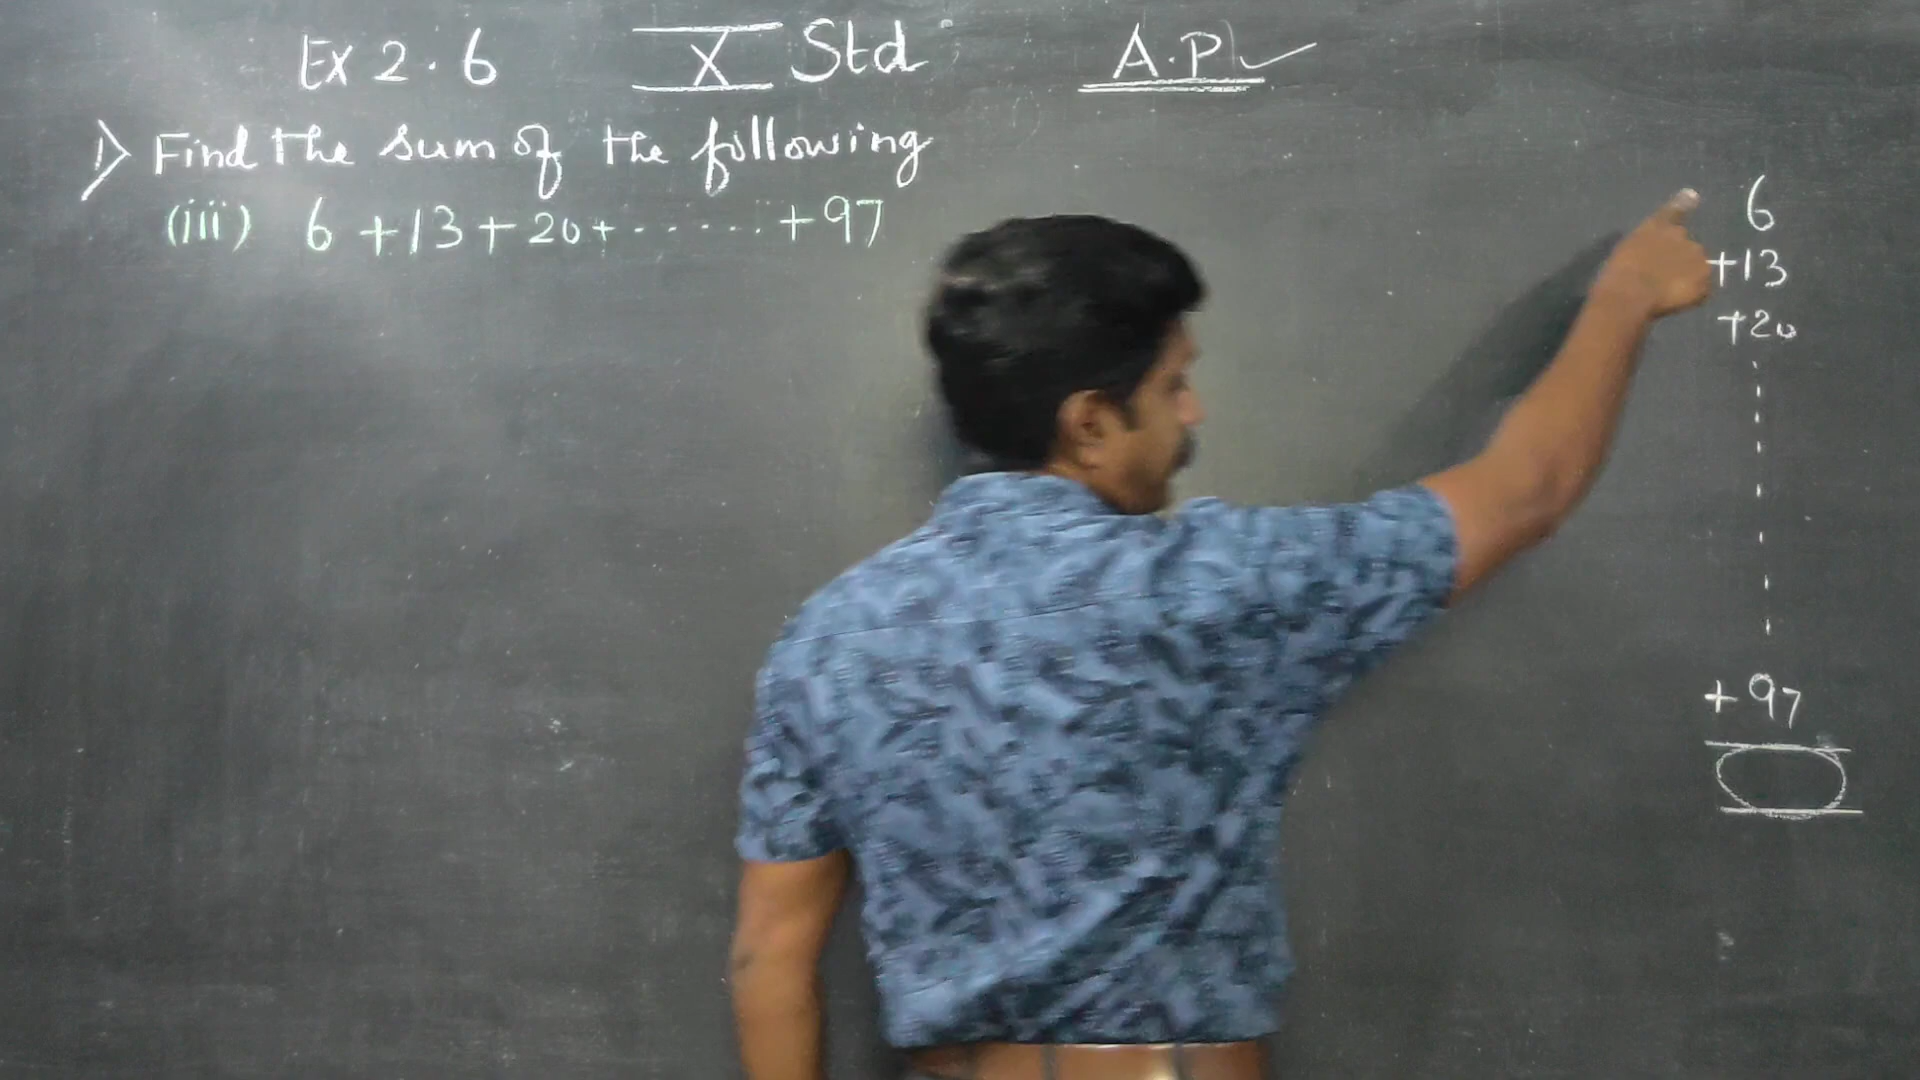 Ex 2.6 X Std A.P ✓
1) Find the sum of the following
(iii) 6 + 13 + 20 + ...... + 97
6
+13
+20
+97